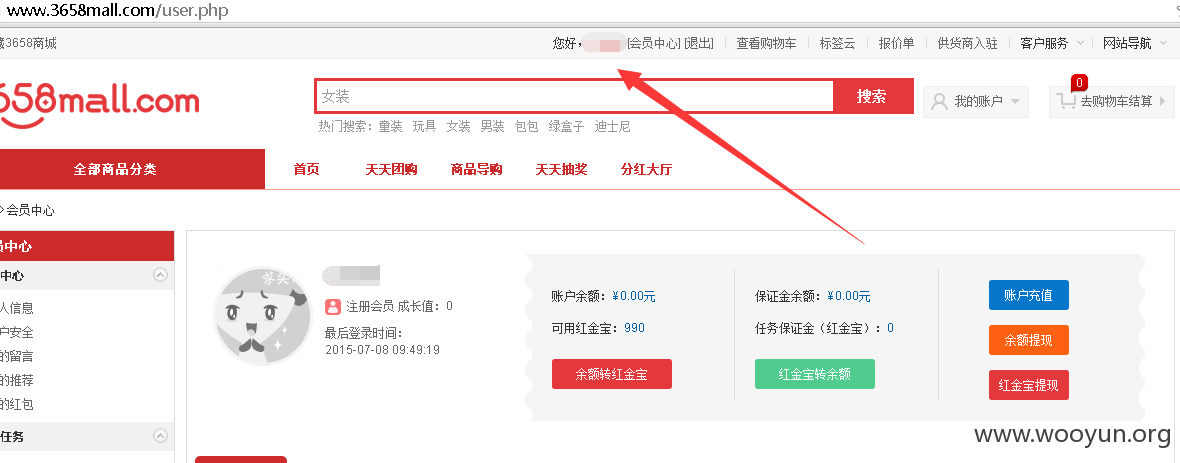 www.3658mall.com/user.php
藏3658商城
您好, [会员中心] [退出] 查看购物车 标签云 报价单 供货商入驻 客户服务 网站导航
658mall.com
女装 搜索 我的账户 0 去购物车结算
热门搜索: 童装 玩具 女装 男装 包包 绿盒子 迪士尼
全部商品分类 首页 天天团购 商品导购 天天抽奖 分红大厅
会员中心
员中心
中心
人信息
户安全
的留言
的推荐
的红包
任务
注册会员 成长值: 0
最后登录时间:
2015-07-08 09:49:19
账户余额: ¥0.00元
可用红金宝: 990
余额转红金宝
保证金余额: ¥0.00元
任务保证金（红金宝）: 0
红金宝转余额
账户充值
余额提现
红金宝提现
www.wooyun.org